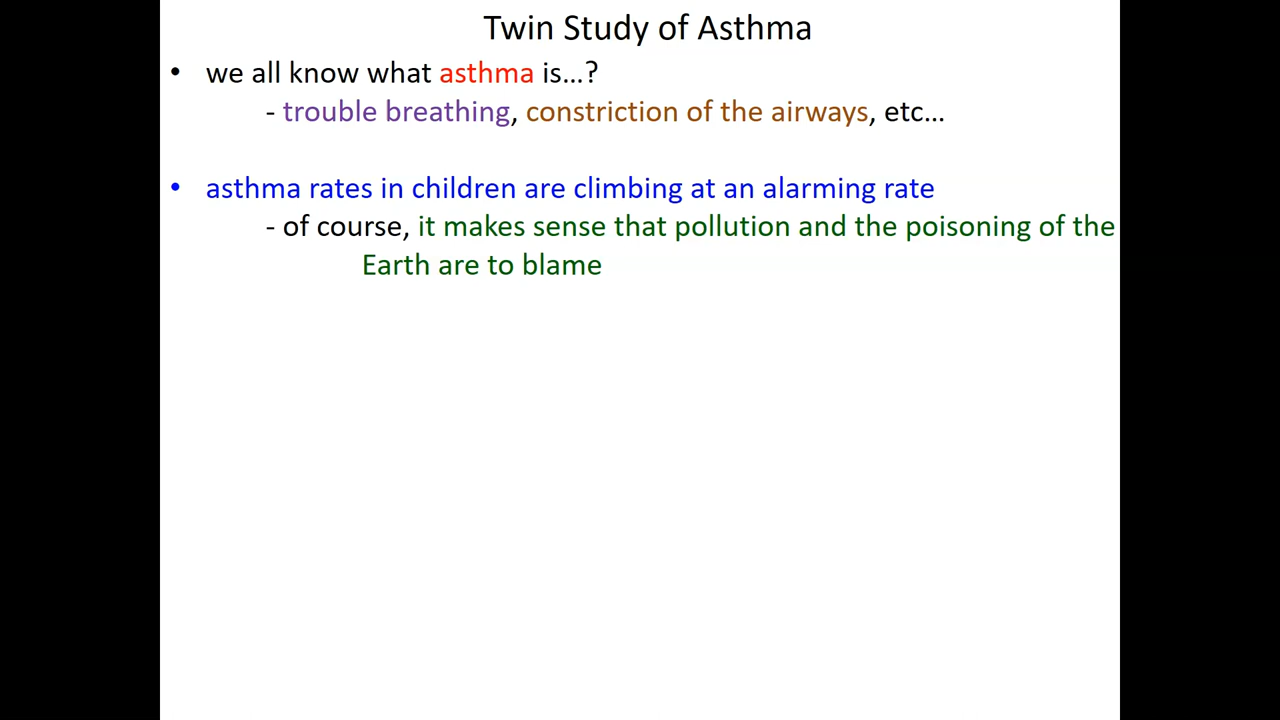 Twin Study of Asthma
• we all know what asthma is...?
- trouble breathing, constriction of the airways, etc...
• asthma rates in children are climbing at an alarming rate
- of course, it makes sense that pollution and the poisoning of the
Earth are to blame